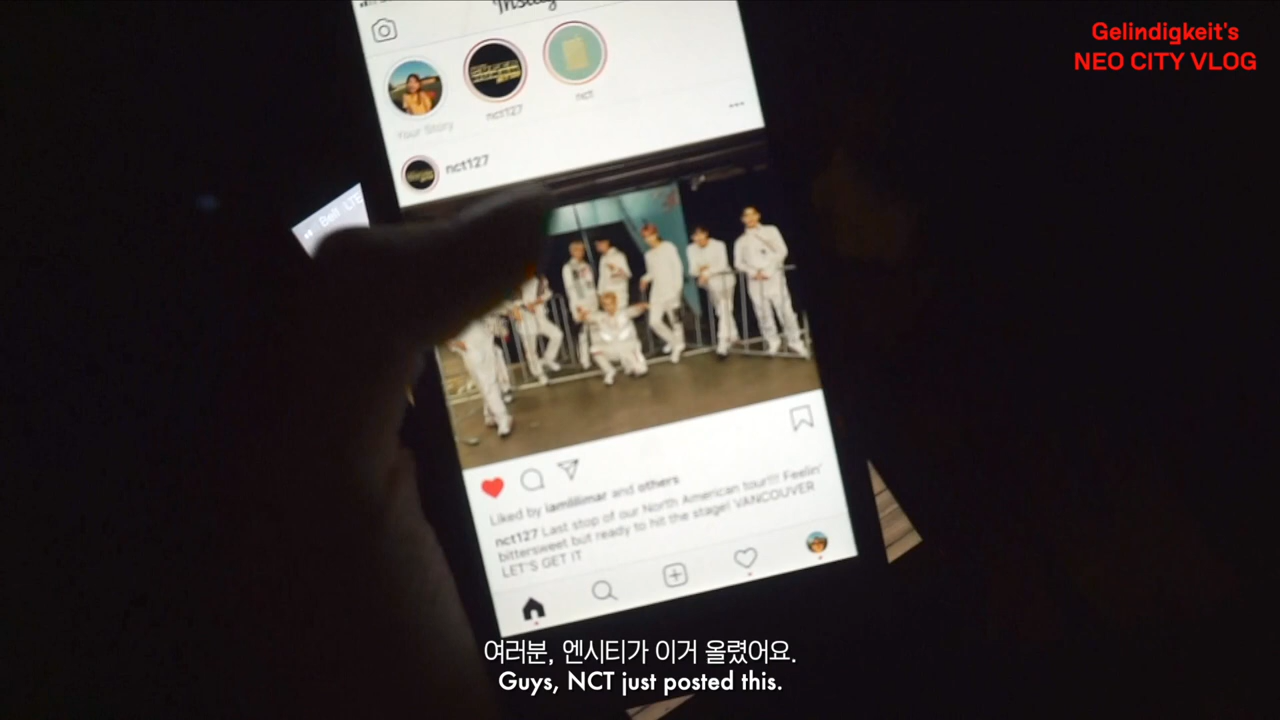 Gelindigkeit's
NEO CITY VLOG
Your Story
nct127
nct
nct127
Bell LTE
Liked by iamlilimar and others
nct127 Last stop of our North American tour!!! Feelin'
bittersweet but ready to hit the stage! VANCOUVER
LET'S GET IT
여러분, 엔시티가 이거 올렸어요.
Guys, NCT just posted this.